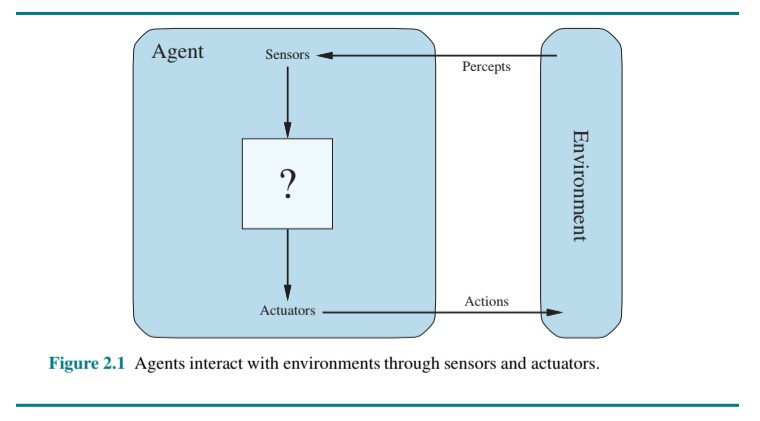 Agent
Sensors
Percepts
Environment
?
Actuators
Actions
Figure 2.1 Agents interact with environments through sensors and actuators.